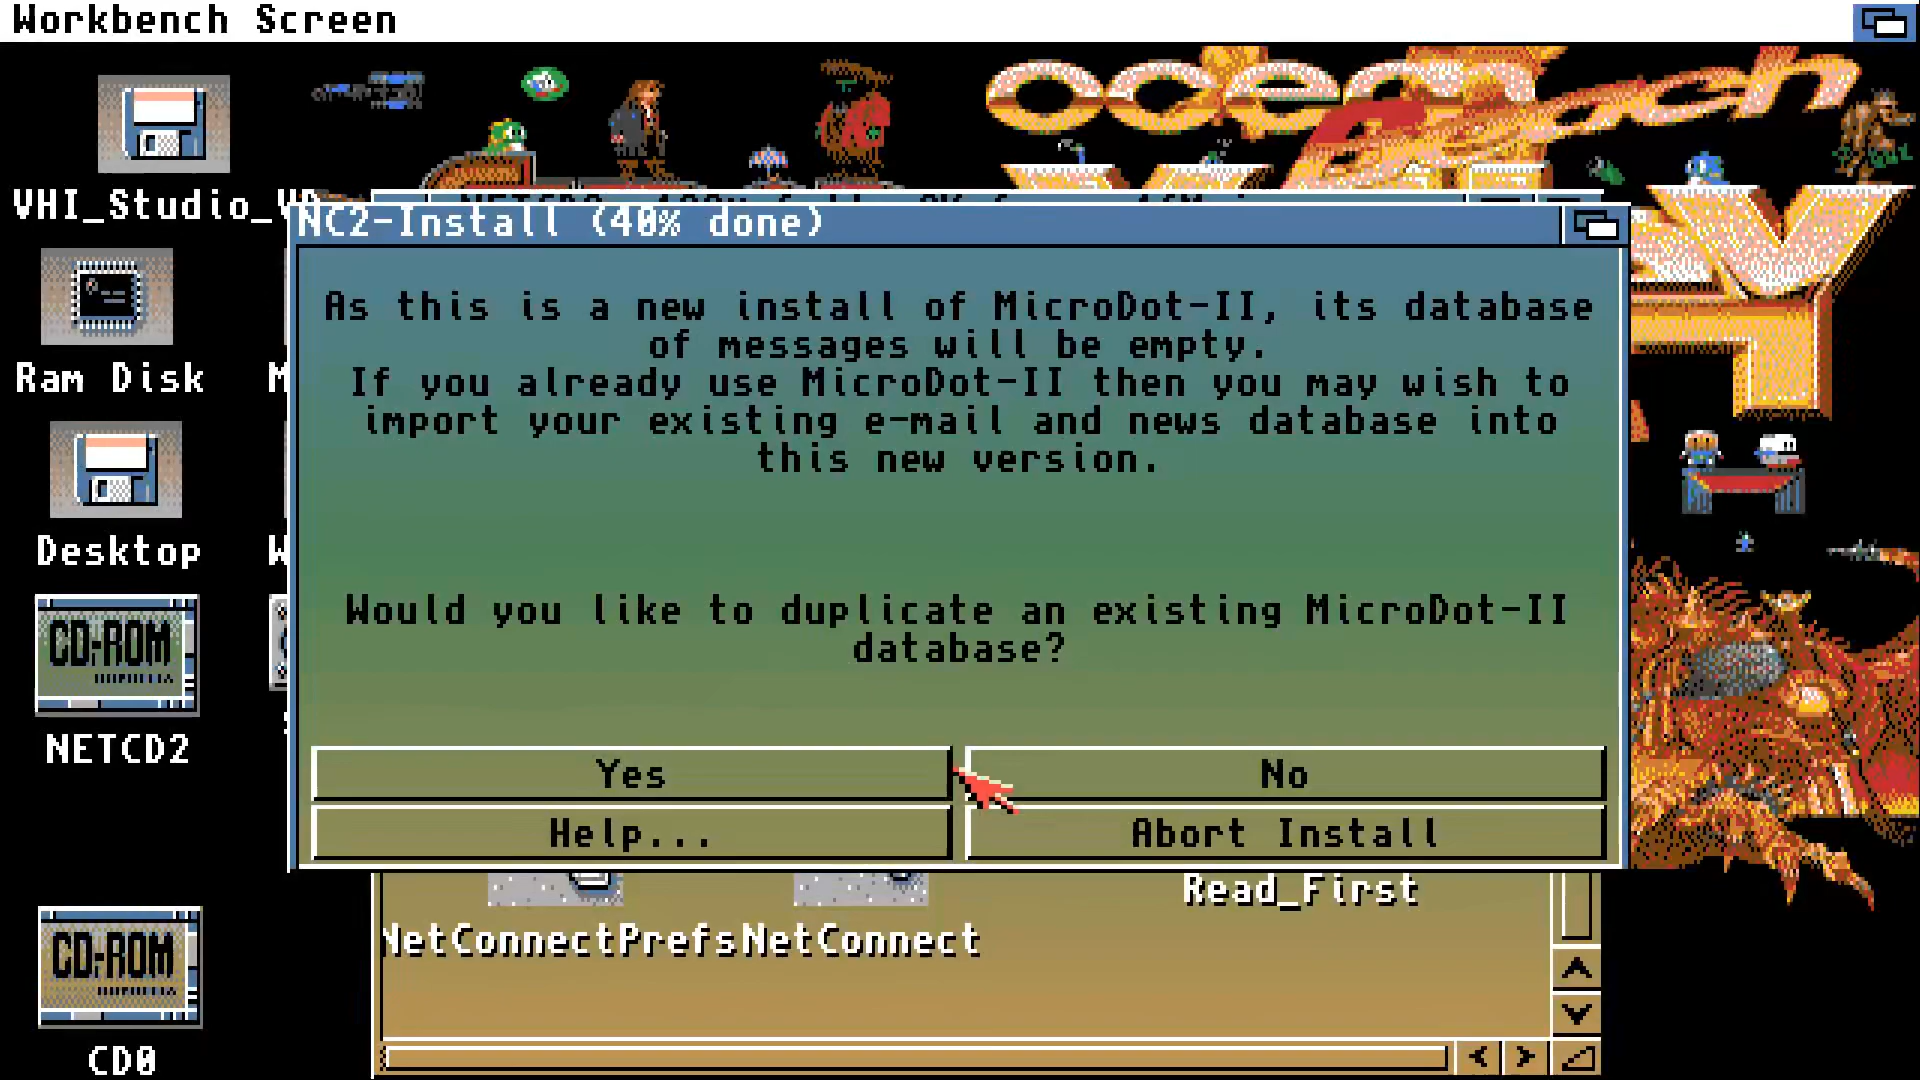 Workbench Screen
VHI_Studio_
NC2-Install (40% done)
As this is a new install of MicroDot-II, its database
of messages will be empty.
If you already use MicroDot-II then you may wish to
import your existing e-mail and news database into
this new version.
Would you like to duplicate an existing MicroDot-II
database?
Yes
No
Help...
Abort Install
Ram Disk
Desktop
CD-ROM
NETCD2
CD-ROM
CD0
Read_First
NetConnectPrefs
NetConnect